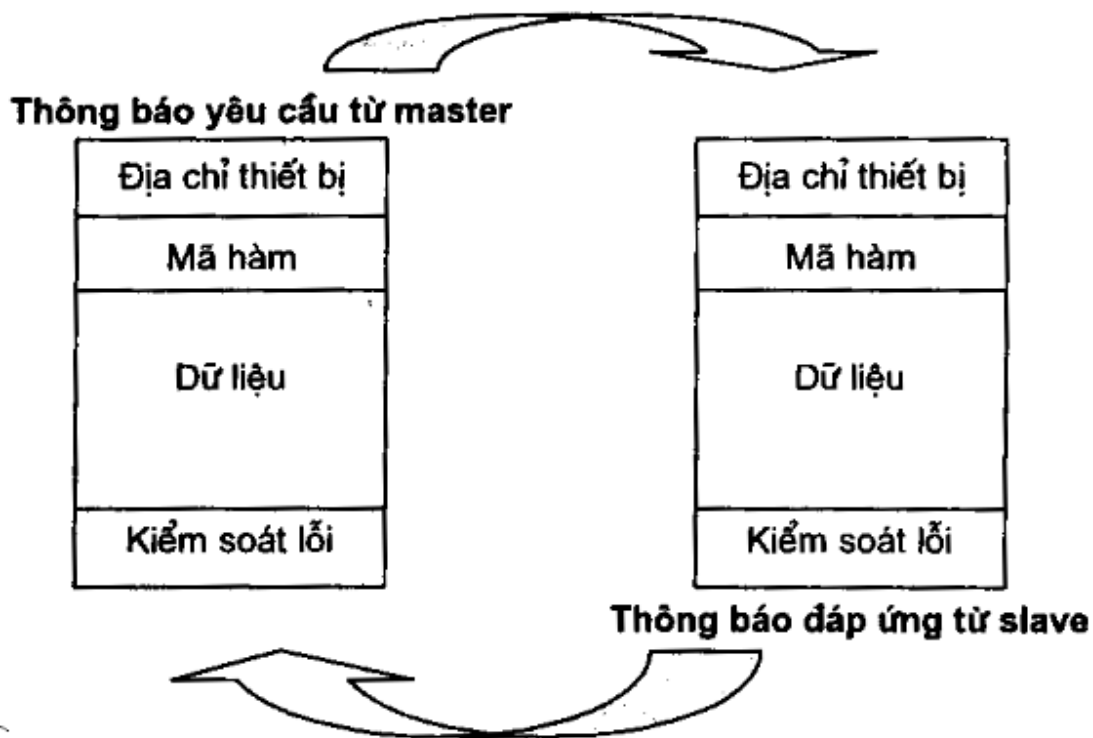 Thông báo yêu cầu từ master
Địa chỉ thiết bị
Mã hàm
Dữ liệu
Kiểm soát lỗi
Địa chỉ thiết bị
Mã hàm
Dữ liệu
Kiểm soát lỗi
Thông báo đáp ứng từ slave